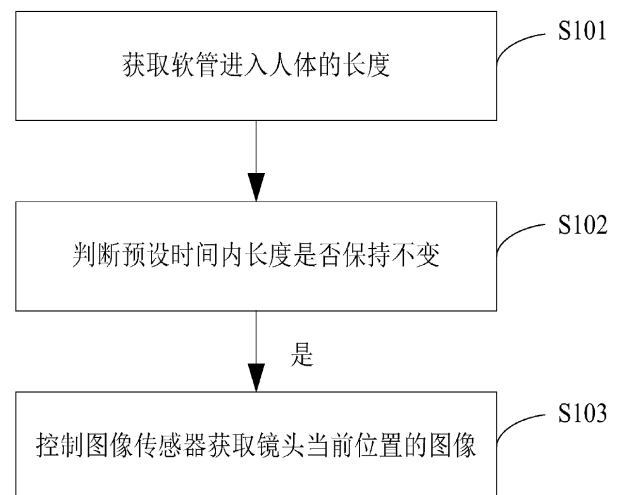 获取软管进入人体的长度
S101
判断预设时间内长度是否保持不变
S102
是
控制图像传感器获取镜头当前位置的图像
S103